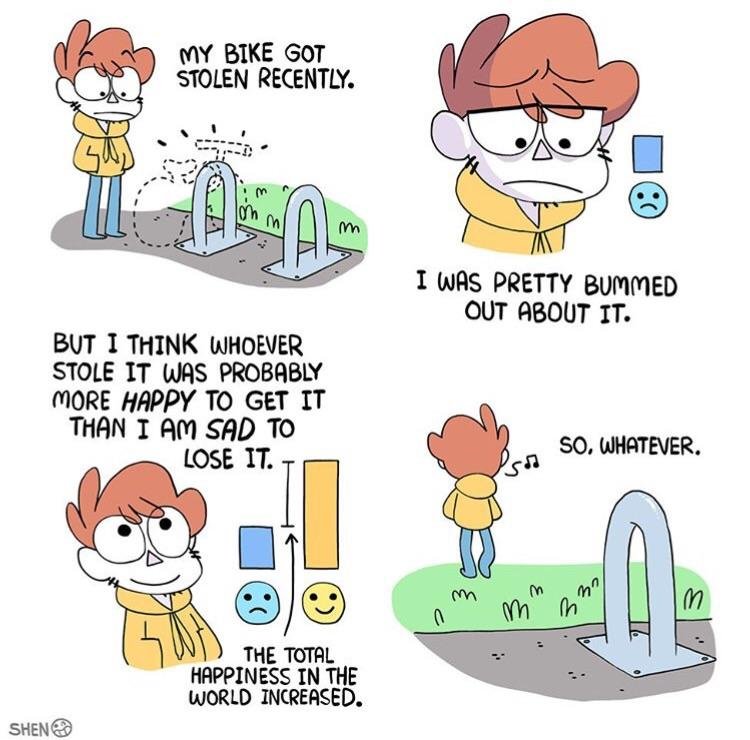 MY BIKE GOT
STOLEN RECENTLY.
I WAS PRETTY BUMMED
OUT ABOUT IT.
BUT I THINK WHOEVER
STOLE IT WAS PROBABLY
MORE HAPPY TO GET IT
THAN I AM SAD TO
LOSE IT.
THE TOTAL
HAPPINESS IN THE
WORLD INCREASED.
SO, WHATEVER.
SHEN